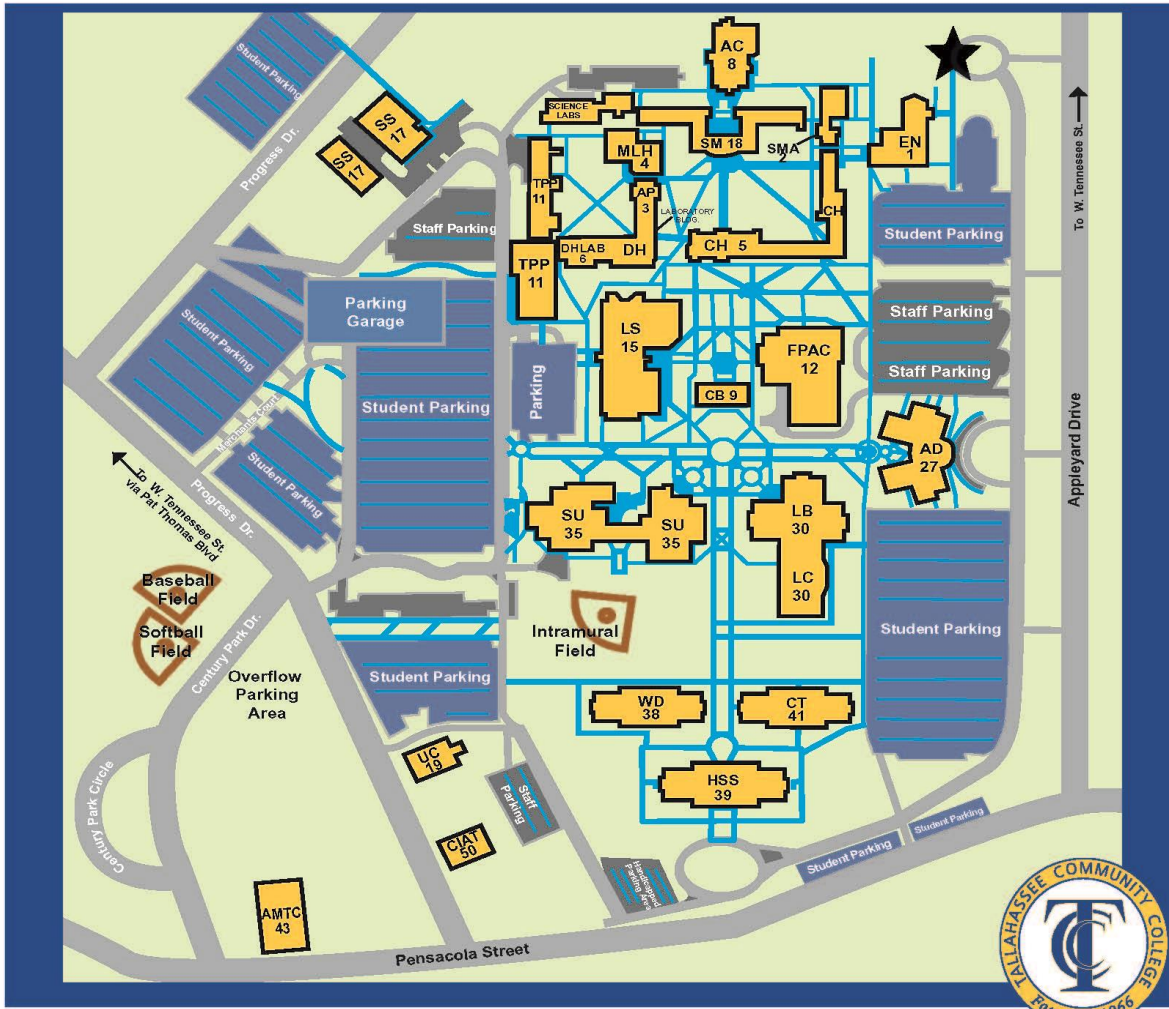 Student Parking
AC
8
To W. Tennessee St.
SCIENCE
LABS
SS
17
SS
17
Progress Dr.
MLH
4
SM 18
SMA
2
EN
1
TPP
11
AP
3
LABORATORY
BLDG.
CH
Staff Parking
Student Parking
DHLAB
6
DH
CH 5
TPP
11
Parking
Garage
Student Parking
Staff Parking
LS
15
FPAC
12
Staff Parking
Parking
CB 9
Student Parking
Merchants Court
Appleyard Drive
AD
27
Student Parking
To W. Tennessee St.
via Pat Thomas Blvd
Progress Dr.
SU
35
SU
35
LB
30
LC
30
Baseball
Field
Softball
Field
Century Park Dr.
Intramural
Field
Student Parking
Overflow
Parking
Area
Student Parking
WD
38
CT
41
UC
19
HSS
39
Staff
Parking
Century Park Circle
CIAT
50
Student Parking
Student Parking
Handicapped
Parking Area
AMTC
43
Pensacola Street
TALLAHASSEE COMMUNITY COLLEGE
TCC